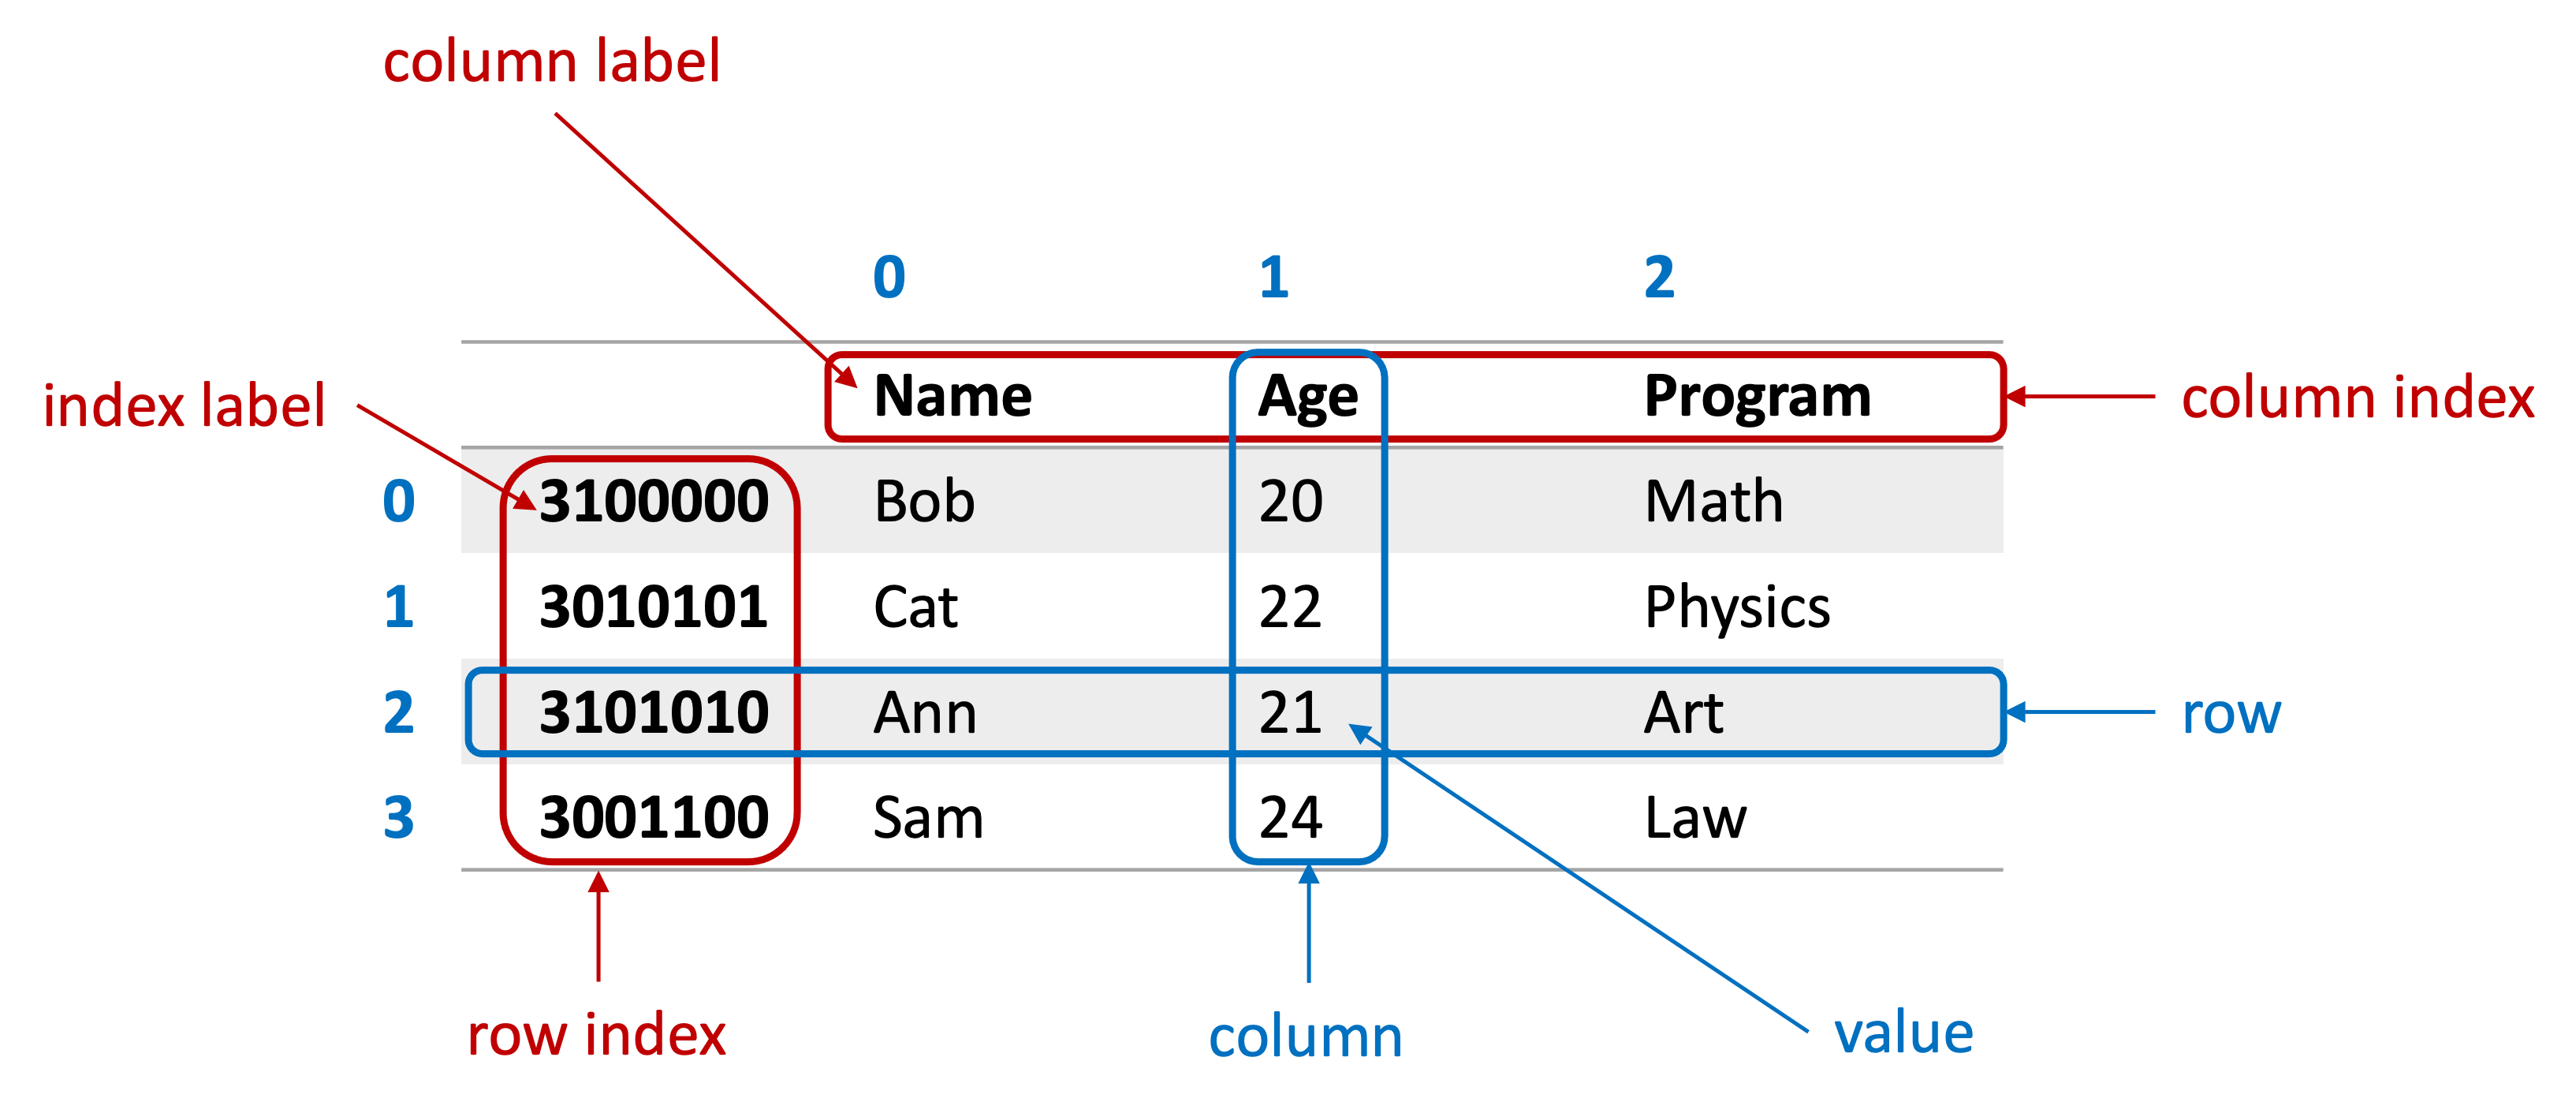 column label
0 1 2
index label Name Age Program column index
0 3100000 Bob 20 Math
1 3010101 Cat 22 Physics
2 3101010 Ann 21 Art row
3 3001100 Sam 24 Law
row index column value